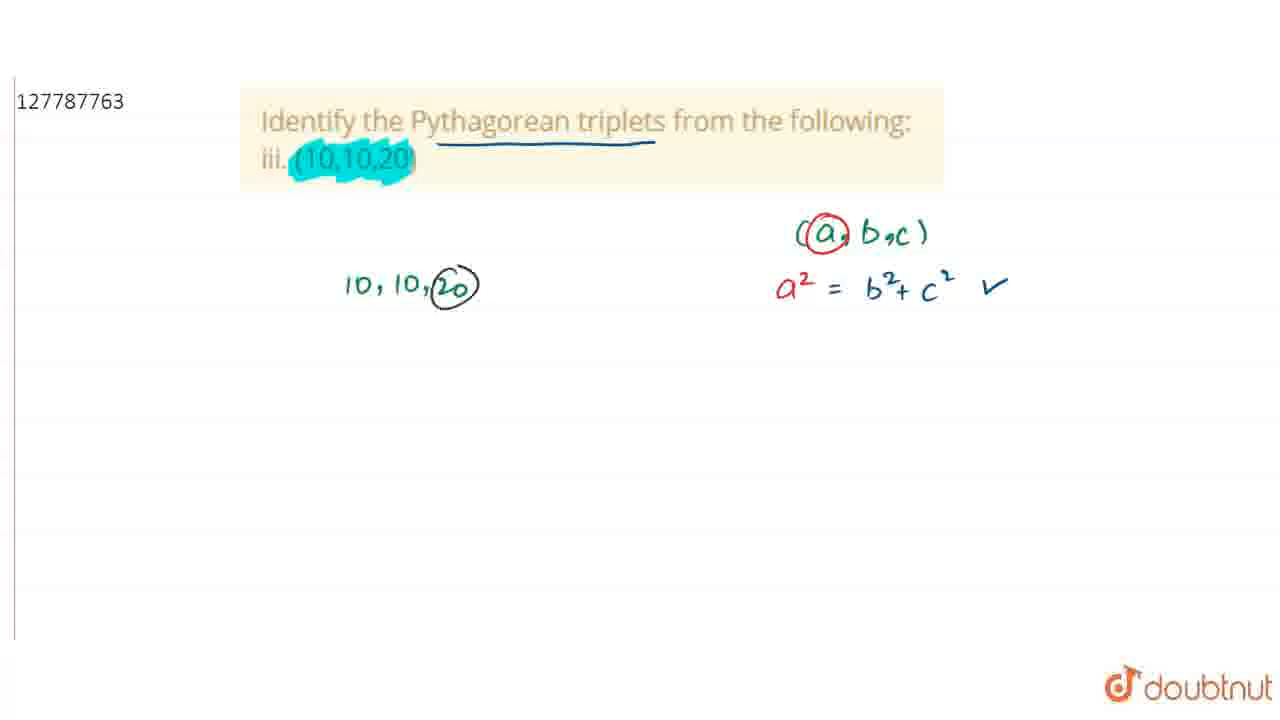 127787763
Identify the Pythagorean triplets from the following:
iii. (10,10,20)
(a, b,c)
10, 10, 20
a² = b²+ c² ✓
doubtnut